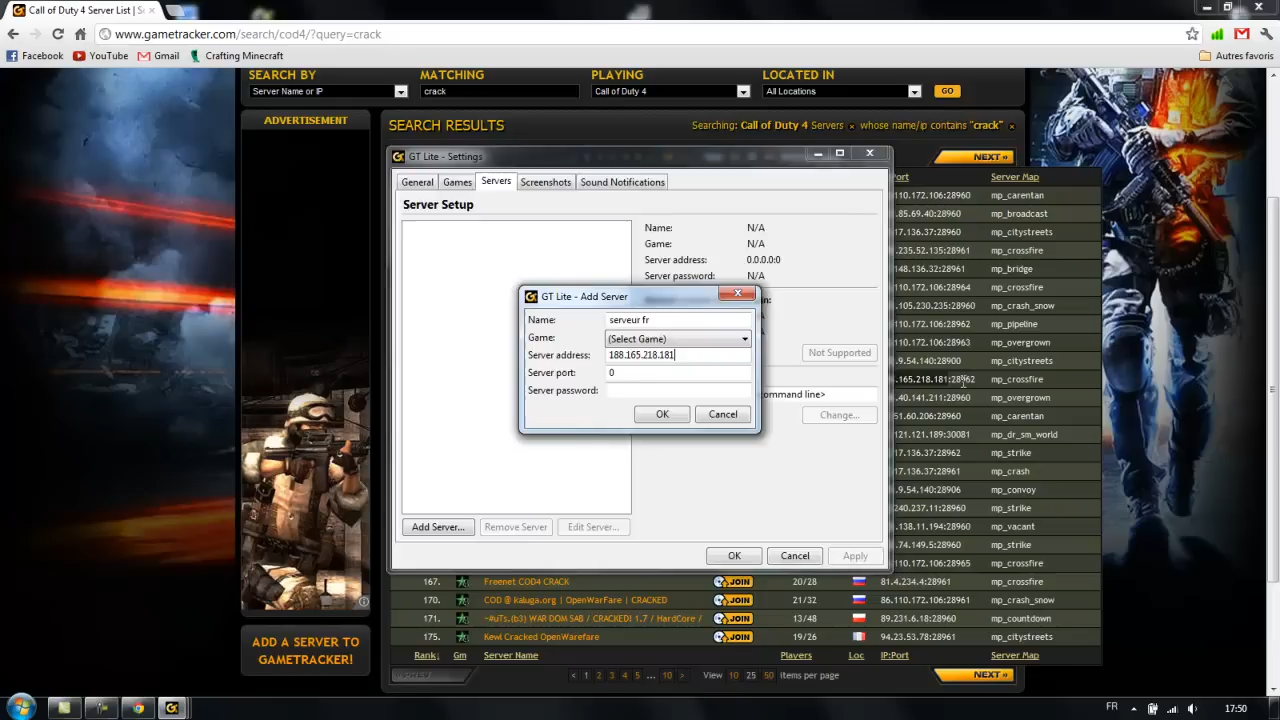 Call of Duty 4 Server List | S
www.gametracker.com/search/cod4/?query=crack
Facebook YouTube Gmail Crafting Minecraft Autres favoris
SEARCH BY MATCHING PLAYING LOCATED IN
Server Name or IP crack Call of Duty 4 All Locations GO
ADVERTISEMENT
SEARCH RESULTS Searching: Call of Duty 4 Servers × whose name/ip contains "crack" ×
GT Lite - Settings NEXT »
General Games Servers Screenshots Sound Notifications
Port Server Map
Server Setup
110.172.106:28960 mp_carentan
.85.69.40:28960 mp_broadcast
17.136.37:28960 mp_citystreets
.235.52.135:28961 mp_crossfire
148.136.32:28961 mp_bridge
110.172.106:28964 mp_crossfire
.105.230.235:28960 mp_crash_snow
110.172.106:28962 mp_pipeline
110.172.106:28963 mp_overgrown
.9.54.140:28900 mp_citystreets
.165.218.181:28962 mp_crossfire
.40.141.211:28960 mp_overgrown
51.60.206:28960 mp_carentan
121.121.189:30081 mp_dr_sm_world
17.136.37:28962 mp_strike
17.136.37:28961 mp_crash
.9.54.140:28906 mp_convoy
240.237.11:28960 mp_strike
.138.11.194:28960 mp_vacant
.74.149.5:28960 mp_strike
110.172.106:28965 mp_crossfire
Name: N/A
Game: N/A
Server address: 0.0.0.0:0
Server password: N/A
Not Supported
ommand line>
Change...
GT Lite - Add Server
Name: serveur fr
Game: (Select Game)
Server address: 188.165.218.181
Server port: 0
Server password:
OK Cancel
Add Server... Remove Server Edit Server...
OK Cancel Apply
167. Freenet COD4 CRACK JOIN 20/28 81.4.234.4:28961 mp_crossfire
170. COD @ kaluga.org | OpenWarFare | CRACKED JOIN 21/32 86.110.172.106:28961 mp_crash_snow
171. ~#uTs.(b3) WAR DOM SAB / CRACKED! 1.7 / HardCore / JOIN 13/48 89.231.6.18:28960 mp_countdown
175. Kewl Cracked OpenWarefare JOIN 19/26 94.23.53.78:28961 mp_citystreets
Rank↓ Gm Server Name Players Loc IP:Port Server Map
ADD A SERVER TO
GAMETRACKER!
« PREV < 1 2 3 4 5 ... 10 > View 10 25 50 items per page NEXT »
FR 17:50